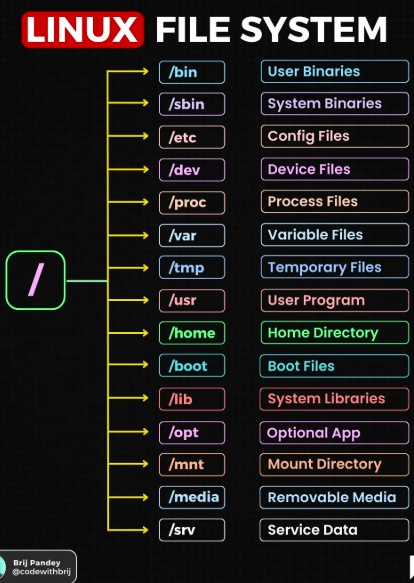 LINUX FILE SYSTEM
/bin User Binaries
/sbin System Binaries
/etc Config Files
/dev Device Files
/proc Process Files
/var Variable Files
/ /tmp Temporary Files
/usr User Program
/home Home Directory
/boot Boot Files
/lib System Libraries
/opt Optional App
/mnt Mount Directory
/media Removable Media
/srv Service Data
Brij Pandey
@codewithbrij